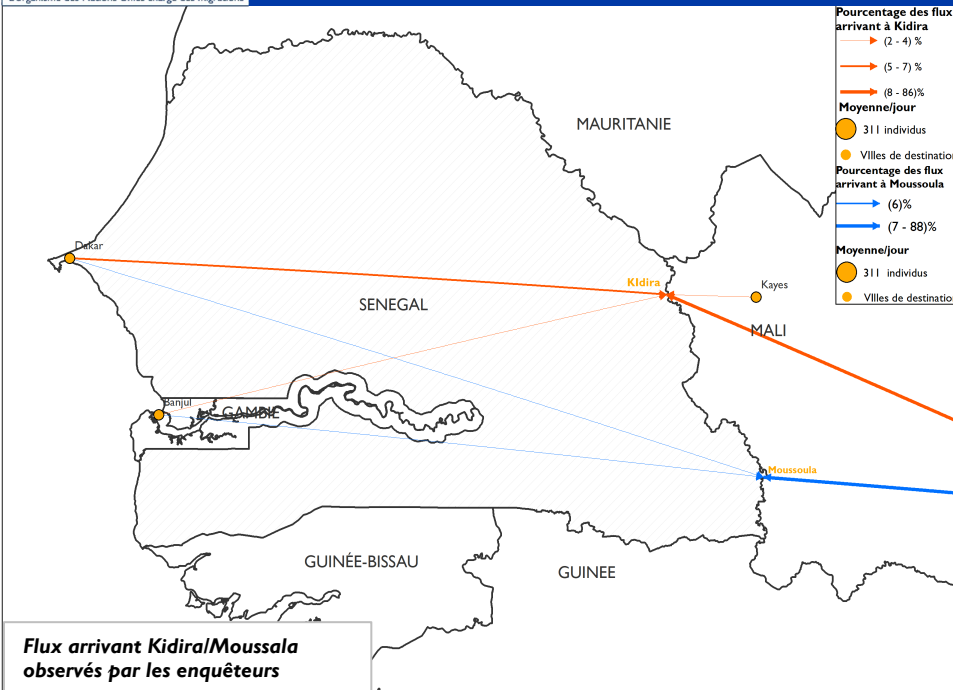 Pourcentage des flux
arrivant à Kidira
(2 - 4) %
(5 - 7) %
(8 - 86)%
Moyenne/jour
311 individus
VIlles de destination
Pourcentage des flux
arrivant à Moussoula
(6)%
(7 - 88)%
Moyenne/jour
311 individus
VIlles de destination
MAURITANIE
Dakar
KIdira
Kayes
SENEGAL
MALI
Banjul
GAMBIE
Moussoula
GUINÉE-BISSAU
GUINEE
Flux arrivant Kidira/Moussala
observés par les enquêteurs